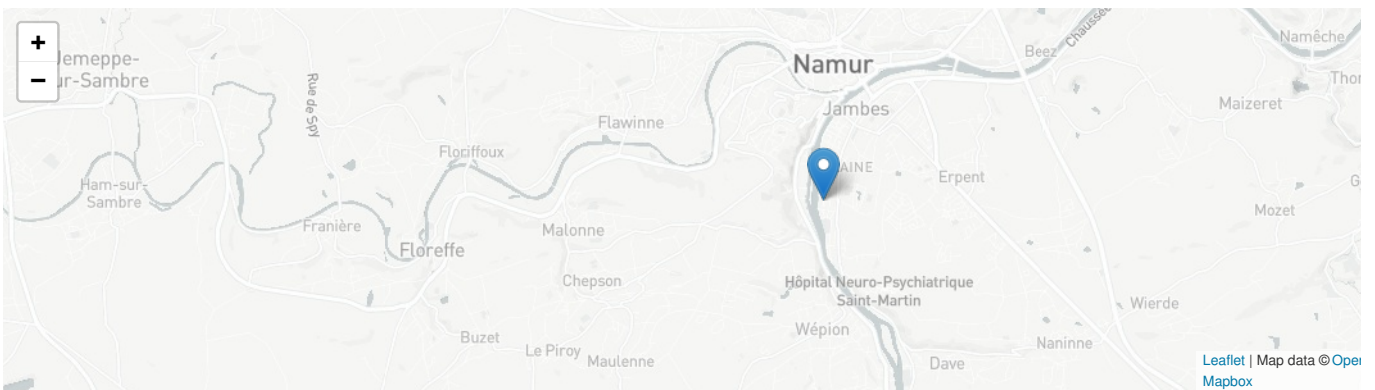 +
−
Jemeppe-
ur-Sambre
Rue de Spy
Namur
Beez
Chaussée
Namêche
Thor
Maizeret
Jambes
Flawinne
Floriffoux
AINE
Erpent
Ham-sur-
Sambre
Franière
Floreffe
Malonne
Mozet
Chepson
Hôpital Neuro-Psychiatrique
Saint-Martin
Wierde
Wépion
Buzet
Le Piroy
Maulenne
Naninne
Dave
Leaflet | Map data © Oper
Mapbox